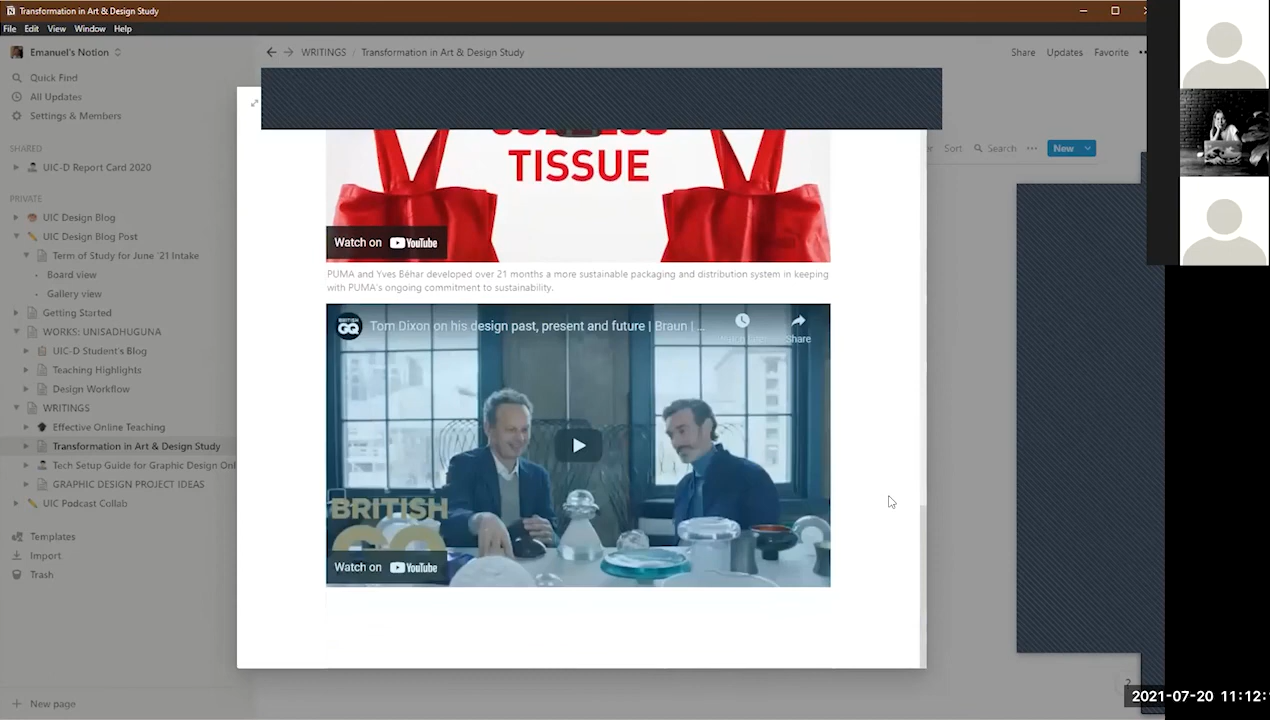 Transformation in Art & Design Study
File Edit View Window Help
Emanuel's Notion
WRITINGS / Transformation in Art & Design Study
Share Updates Favorite
Quick Find
All Updates
Settings & Members
Sort Search New
SHARED
UIC-D Report Card 2020
PRIVATE
UIC Design Blog
UIC Design Blog Post
Term of Study for June '21 Intake
Board view
Gallery view
Getting Started
WORKS: UNISADHUGUNA
UIC-D Student's Blog
Teaching Highlights
Design Workflow
WRITINGS
Effective Online Teaching
Transformation in Art & Design Study
Tech Setup Guide for Graphic Design Onl
GRAPHIC DESIGN PROJECT IDEAS
UIC Podcast Collab
Templates
Import
Trash
New page
TISSUE
Watch on YouTube
PUMA and Yves Béhar developed over 21 months a more sustainable packaging and distribution system in keeping
with PUMA's ongoing commitment to sustainability.
BRITISH GQ
Tom Dixon on his design past, present and future | Braun | ...
Share
BRITISH
GQ
Watch on YouTube
?
2021-07-20 11:12: